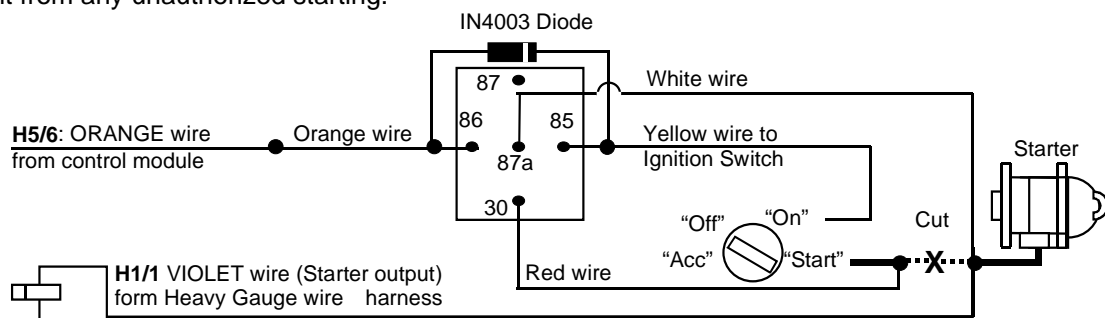 t from any unauthorized starting.
IN4003 Diode
87
White wire
86
85
H5/6: ORANGE wire
from control module
Orange wire
Yellow wire to
Ignition Switch
87a
Starter
30
"Off"
"On"
Cut
"Acc"
"Start"
X
H1/1 VIOLET wire (Starter output)
form Heavy Gauge wire harness
Red wire